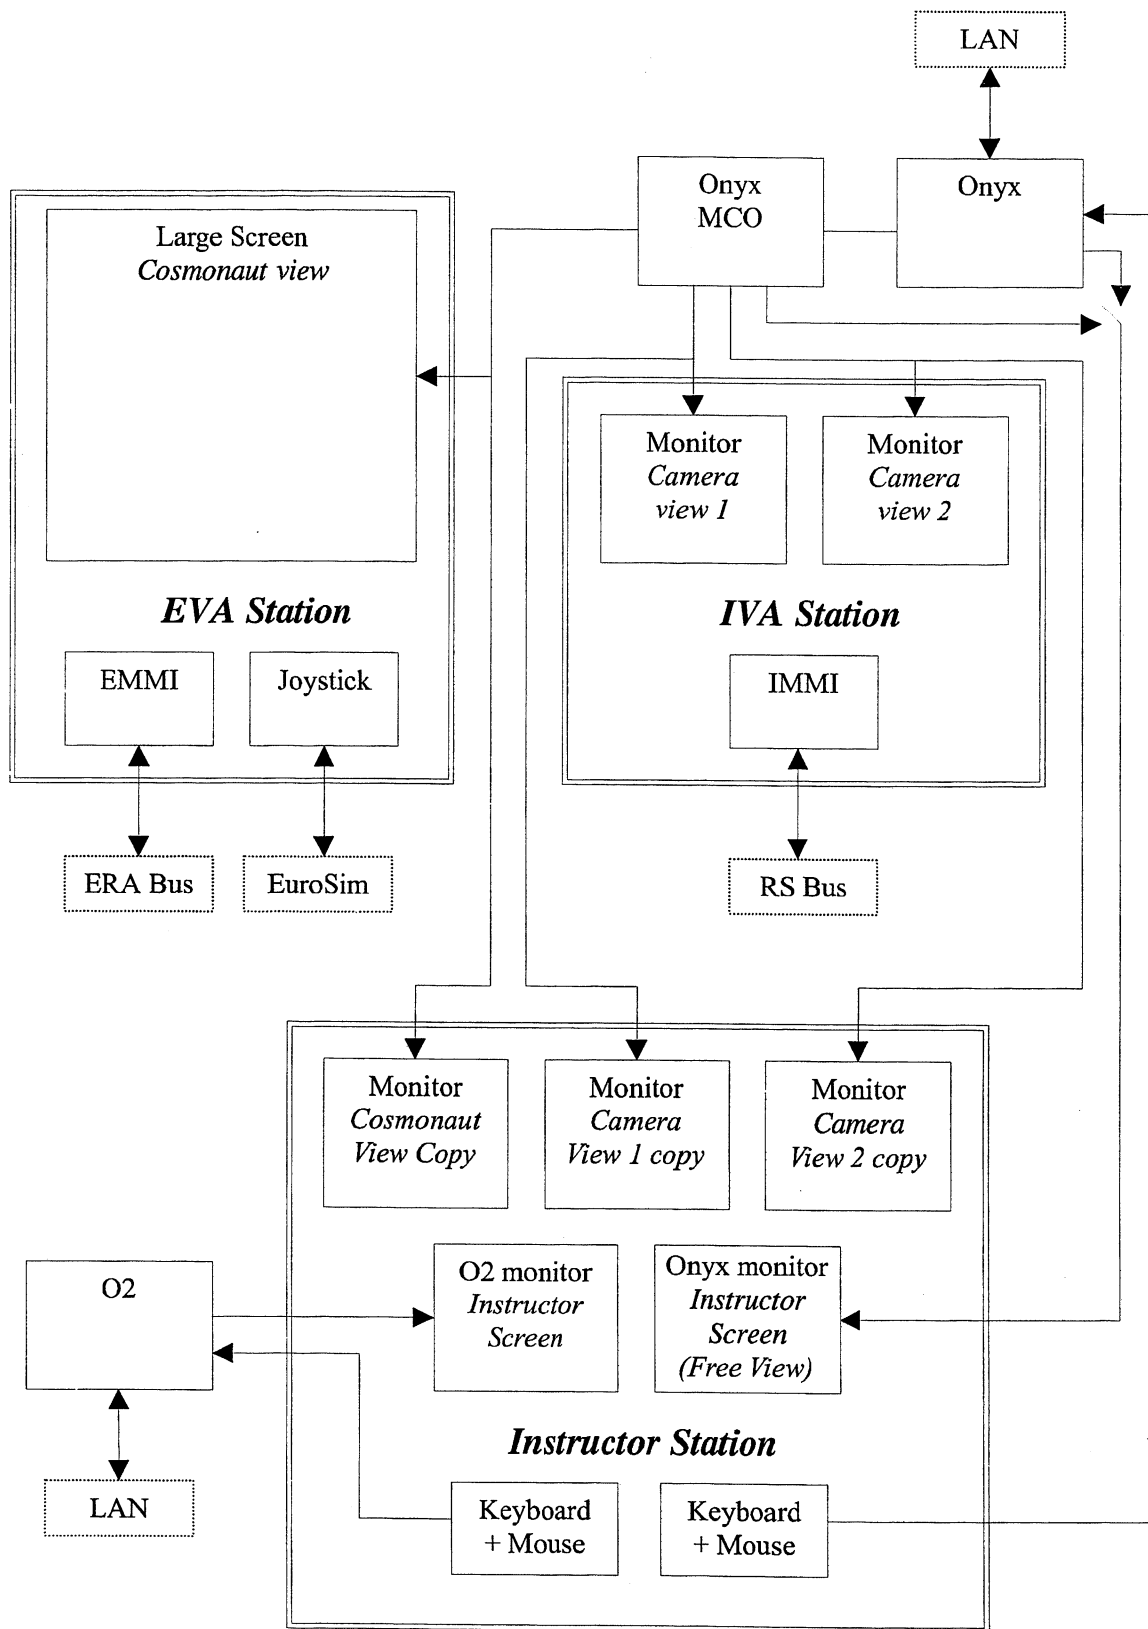 LAN
Onyx
MCO
Onyx
Large Screen
Cosmonaut view
Monitor
Camera
view 1
Monitor
Camera
view 2
EVA Station
IVA Station
EMMI
Joystick
IMMI
ERA Bus
EuroSim
RS Bus
Monitor
Cosmonaut
View Copy
Monitor
Camera
View 1 copy
Monitor
Camera
View 2 copy
O2
O2 monitor
Instructor
Screen
Onyx monitor
Instructor
Screen
(Free View)
Instructor Station
LAN
Keyboard
+ Mouse
Keyboard
+ Mouse